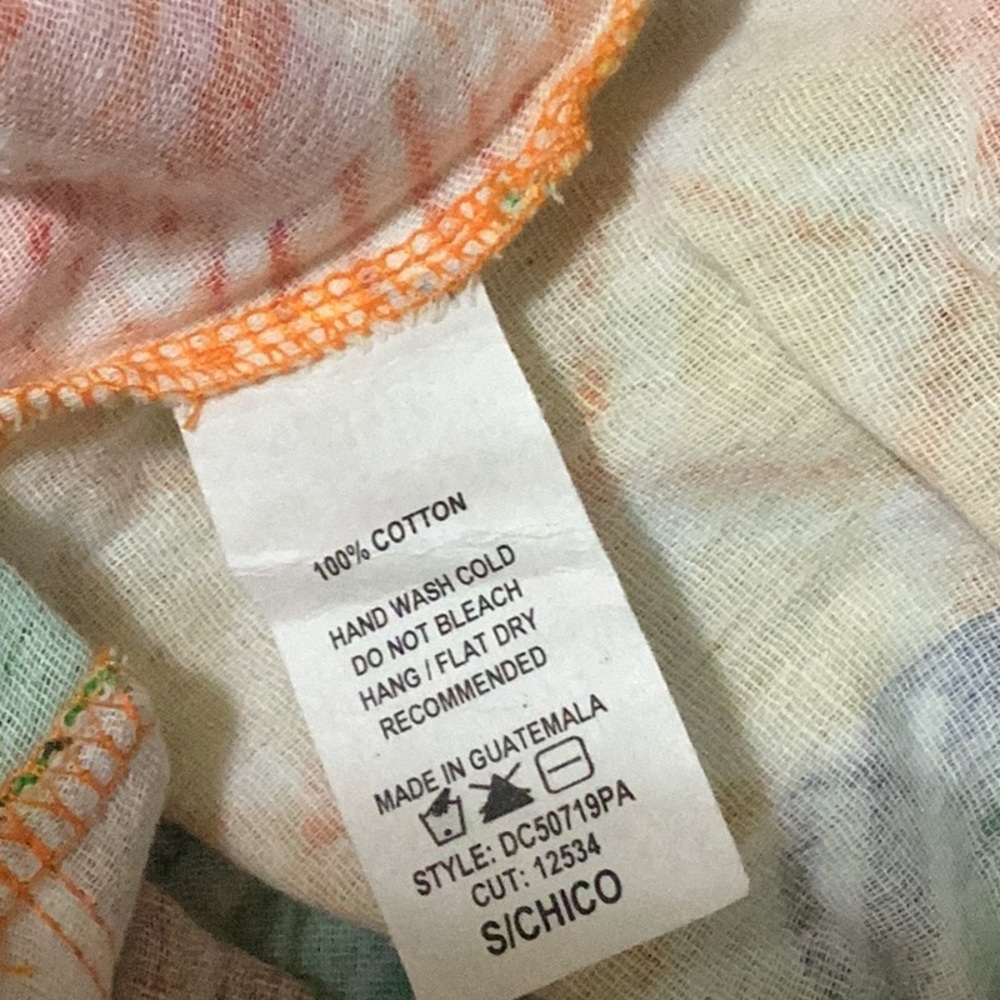 100% COTTON
HAND WASH COLD
DO NOT BLEACH
HANG / FLAT DRY
RECOMMENDED
MADE IN GUATEMALA
STYLE: DC50719PA
CUT: 12534
S/CHICO